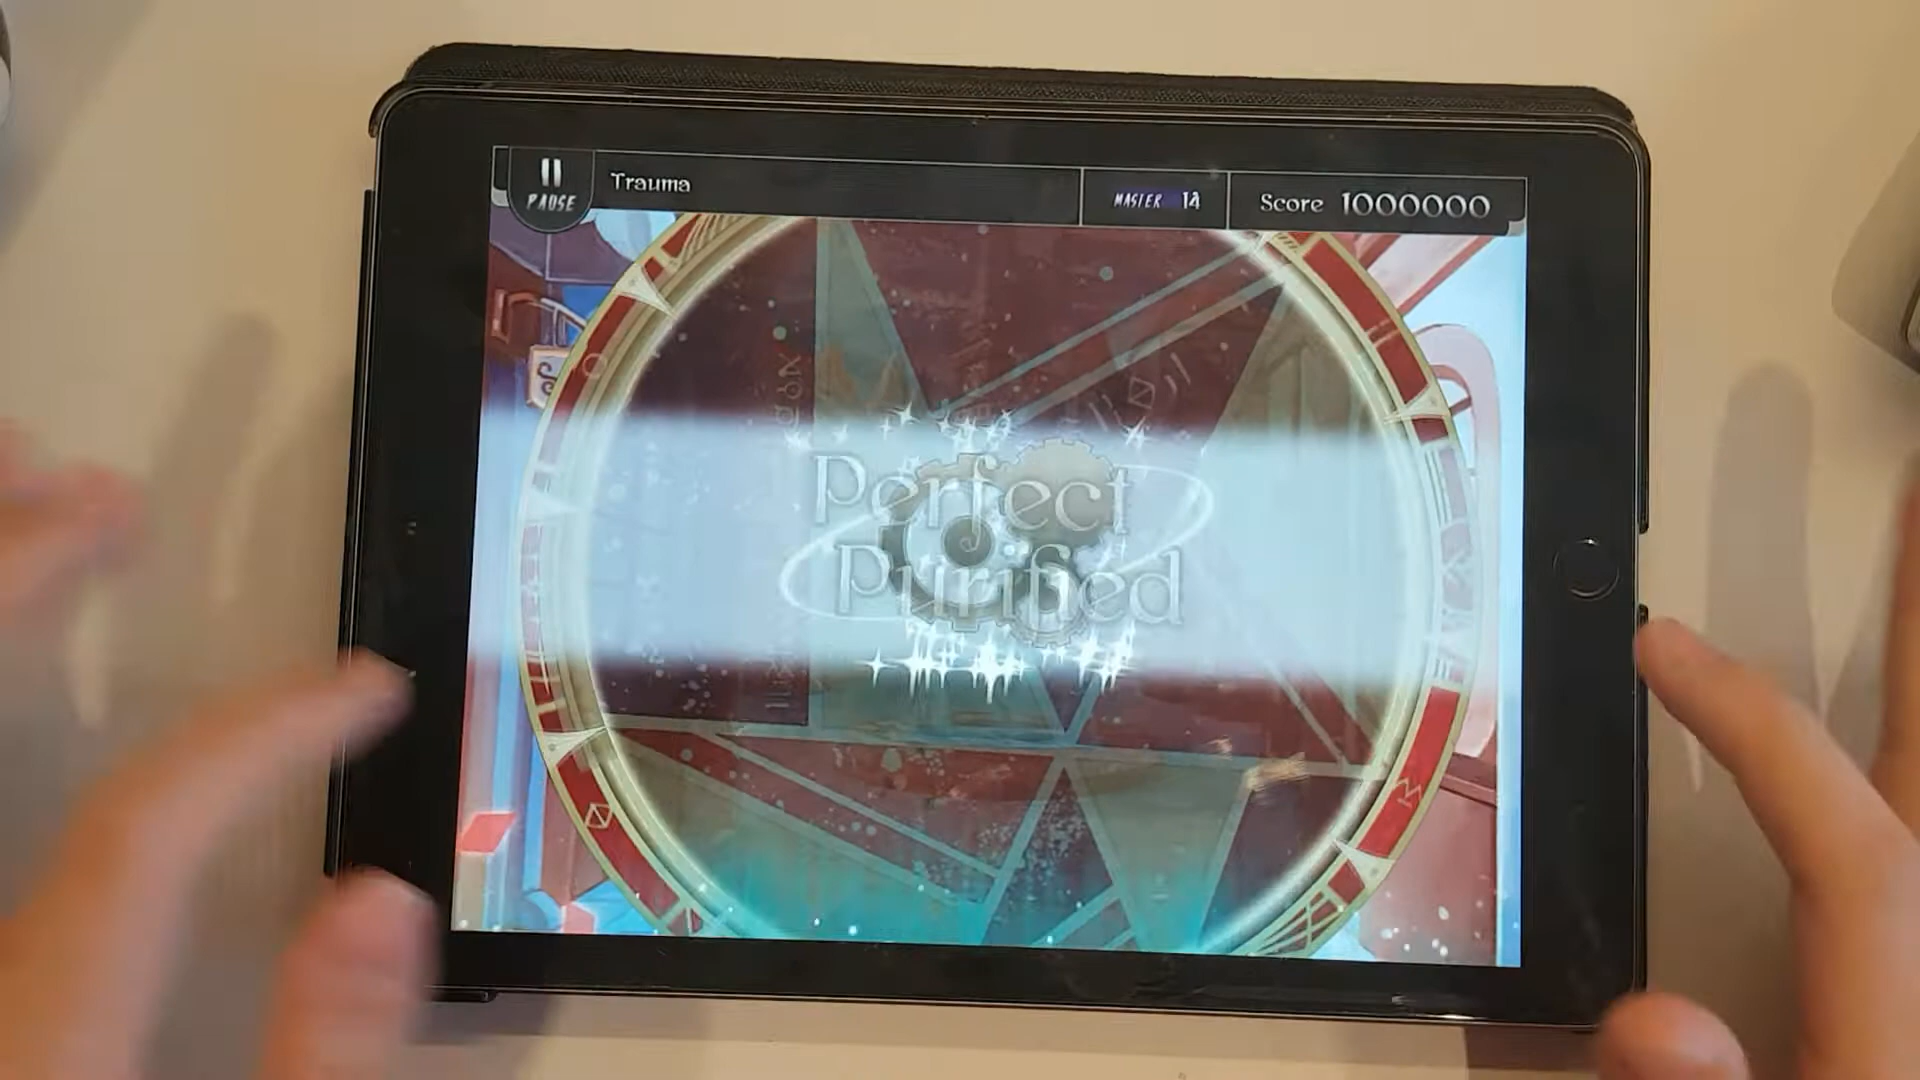 PAUSE
Trauma
MASTER 14
Score 1000000
Perfect
Purified